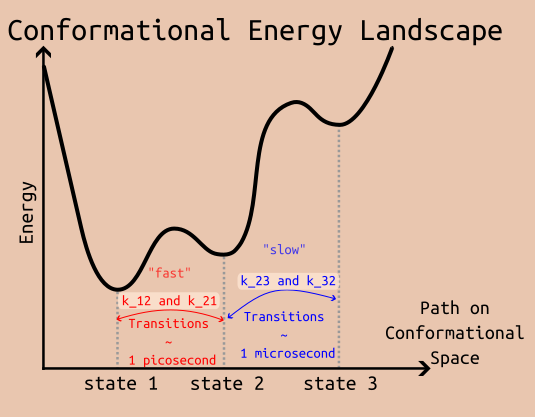 Conformational Energy Landscape
Energy
"fast"
k_12 and k_21
Transitions
~
1 picosecond
"slow"
k_23 and k_32
Transitions
~
1 microsecond
Path on
Conformational
Space
state 1
state 2
state 3